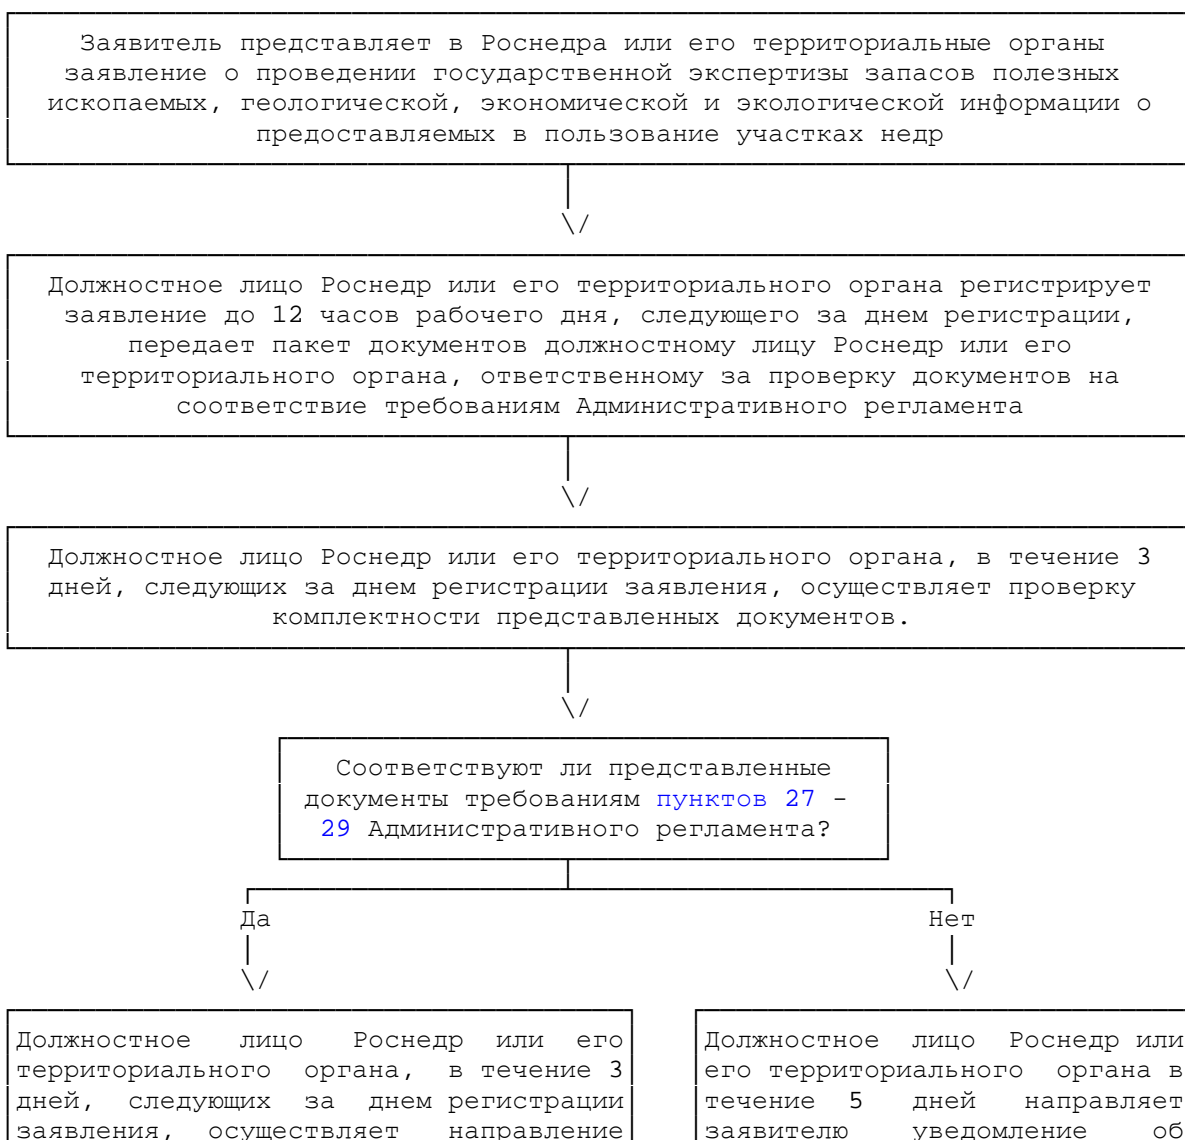 Заявитель представляет в Роснедра или его территориальные органы
заявление о проведении государственной экспертизы запасов полезных
ископаемых, геологической, экономической и экологической информации о
предоставляемых в пользование участках недр
\/
Должностное лицо Роснедр или его территориального органа регистрирует
заявление до 12 часов рабочего дня, следующего за днем регистрации,
передает пакет документов должностному лицу Роснедр или его
территориального органа, ответственному за проверку документов на
соответствие требованиям Административного регламента
\/
Должностное лицо Роснедр или его территориального органа, в течение 3
дней, следующих за днем регистрации заявления, осуществляет проверку
комплектности представленных документов.
\/
Соответствуют ли представленные
документы требованиям пунктов 27 -
29 Административного регламента?
Да
Нет
\/
\/
Должностное лицо Роснедр или его
территориального органа, в течение 3
дней, следующих за днем регистрации
заявления, осуществляет направление
Должностное лицо Роснедр или
его территориального органа в
течение 5 дней направляет
заявителю уведомление об